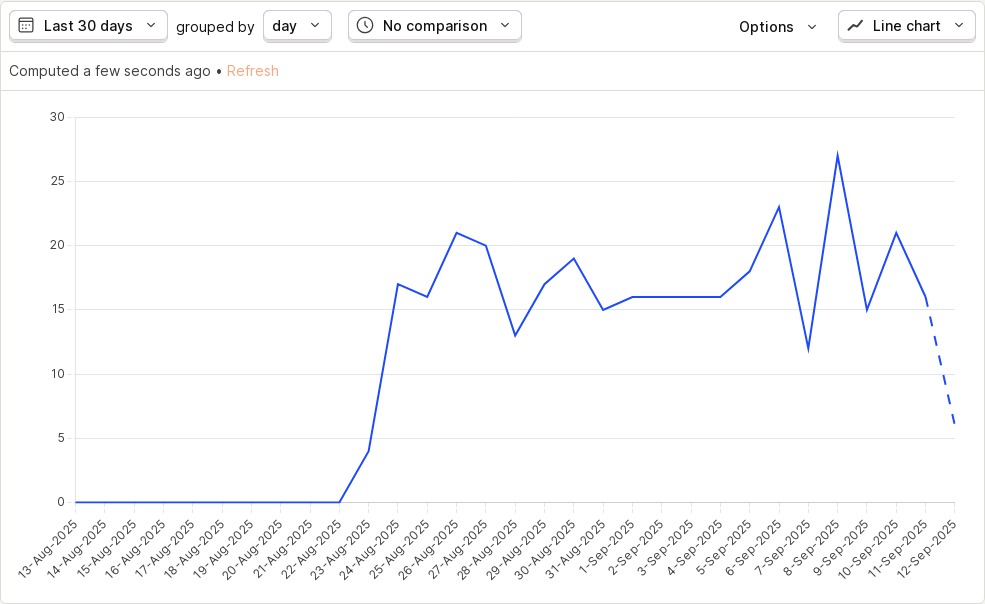 Last 30 days grouped by day No comparison Options Line chart
Computed a few seconds ago • Refresh
30
25
20
15
10
5
0
13-Aug-2025
14-Aug-2025
15-Aug-2025
16-Aug-2025
17-Aug-2025
18-Aug-2025
19-Aug-2025
20-Aug-2025
21-Aug-2025
22-Aug-2025
23-Aug-2025
24-Aug-2025
25-Aug-2025
26-Aug-2025
27-Aug-2025
28-Aug-2025
29-Aug-2025
30-Aug-2025
31-Aug-2025
1-Sep-2025
2-Sep-2025
3-Sep-2025
4-Sep-2025
5-Sep-2025
6-Sep-2025
7-Sep-2025
8-Sep-2025
9-Sep-2025
10-Sep-2025
11-Sep-2025
12-Sep-2025